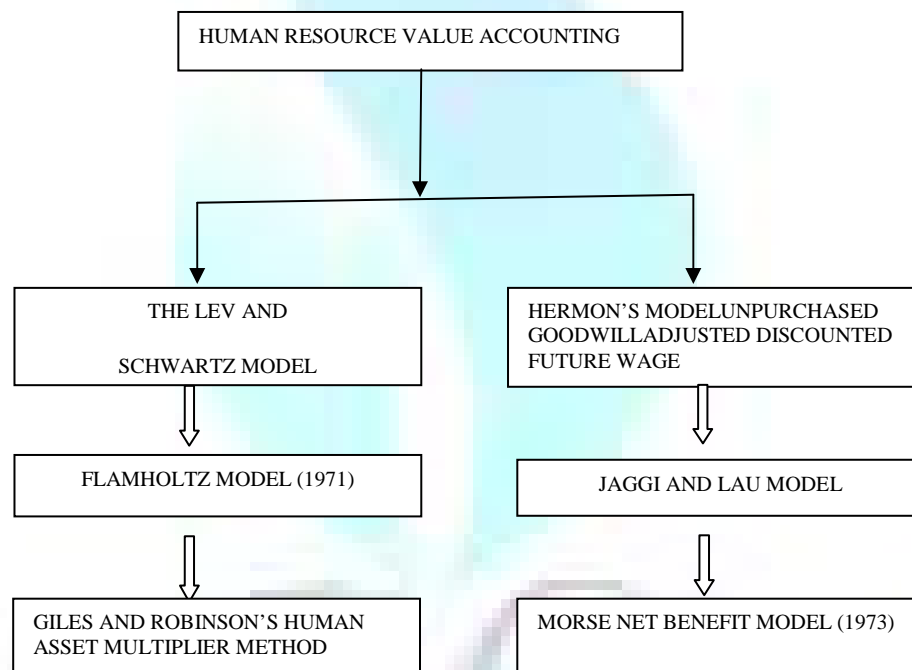 HUMAN RESOURCE VALUE ACCOUNTING
THE LEV AND
SCHWARTZ MODEL
HERMON'S MODELUNPURCHASED
GOODWILLADJUSTED DISCOUNTED
FUTURE WAGE
FLAMHOLTZ MODEL (1971)
JAGGI AND LAU MODEL
GILES AND ROBINSON'S HUMAN
ASSET MULTIPLIER METHOD
MORSE NET BENEFIT MODEL (1973)